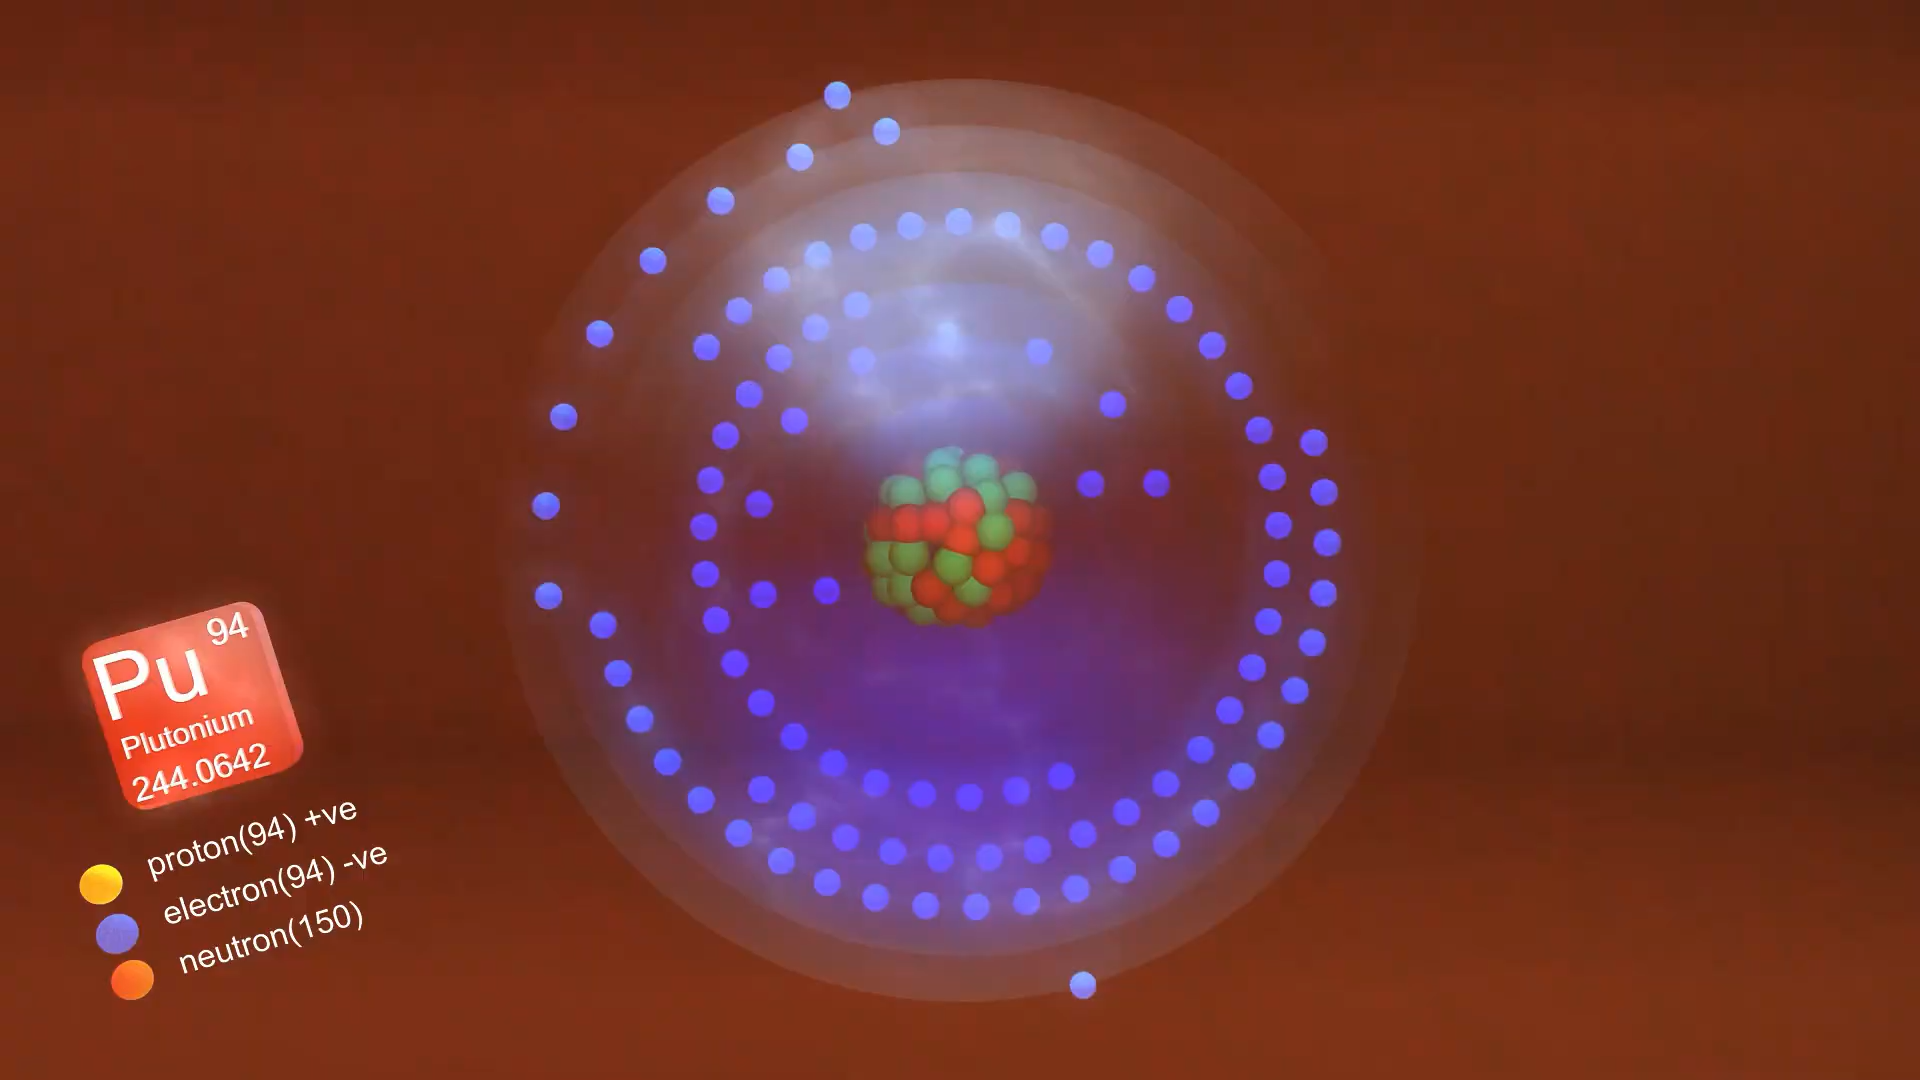 94
Pu
Plutonium
244.0642
proton(94) +ve
electron(94) -ve
neutron(150)